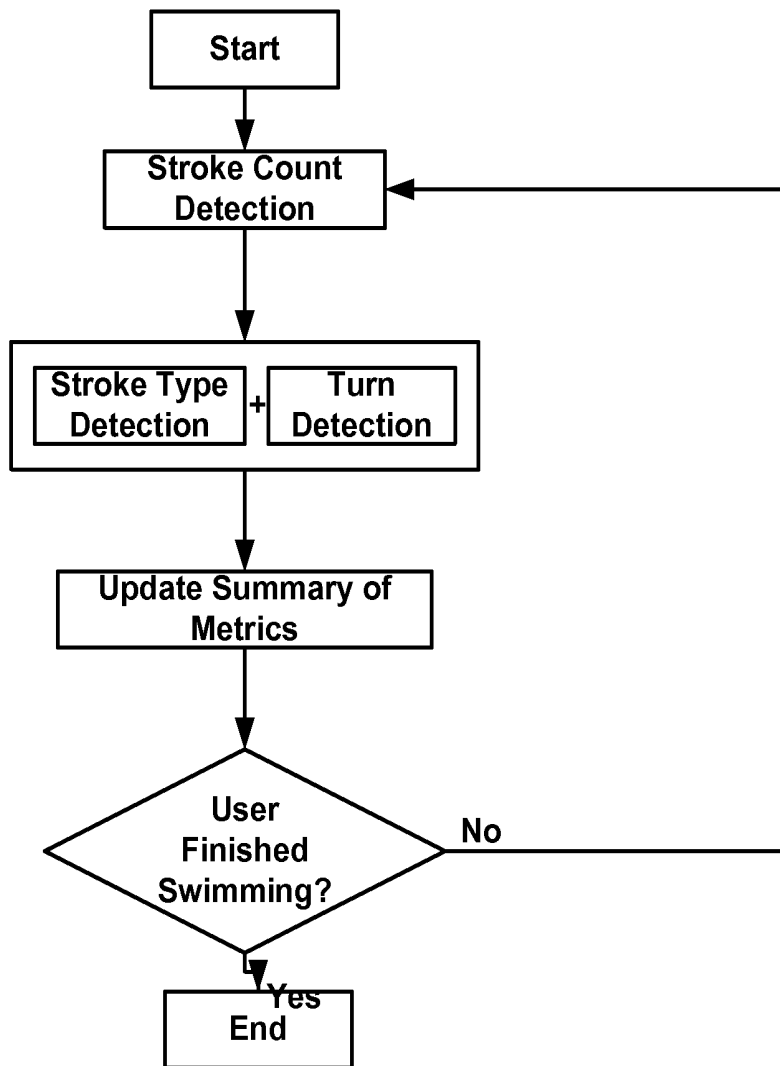 Start
Stroke Count
Detection
Stroke Type
Detection
+
Turn
Detection
Update Summary of
Metrics
User
Finished
Swimming?
No
Yes
End